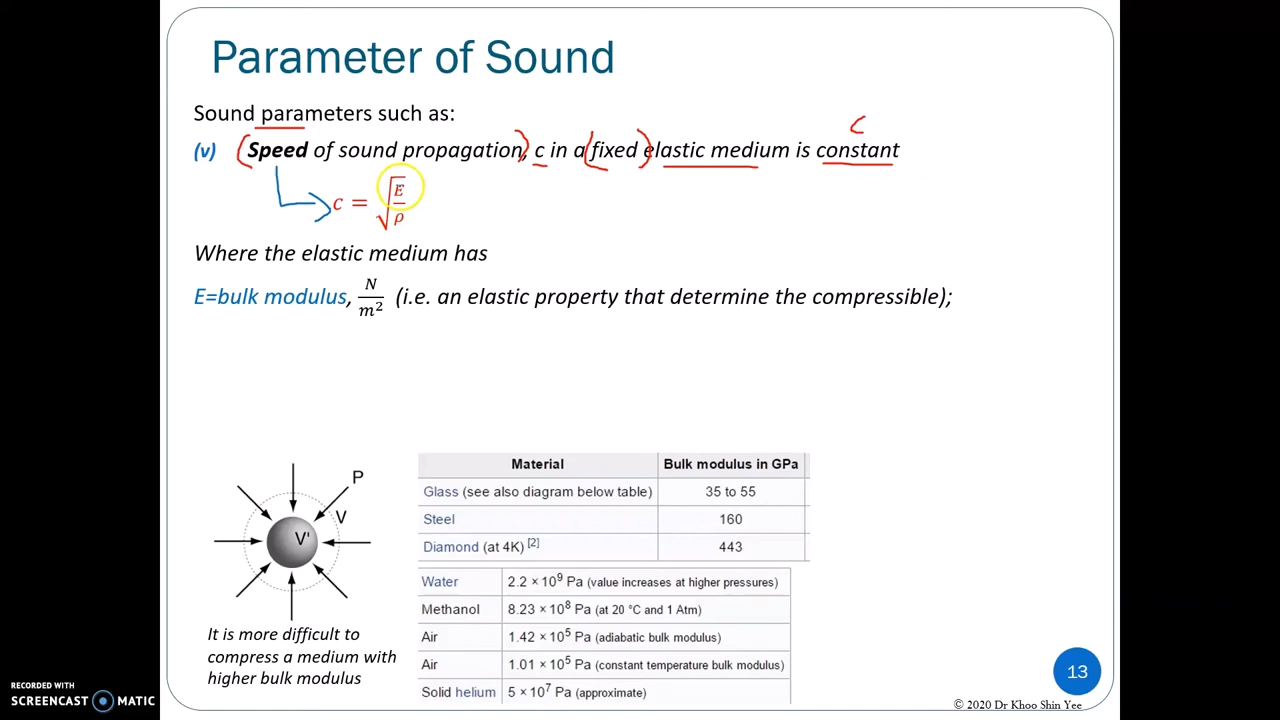 Parameter of Sound
Sound parameters such as:
(v) Speed of sound propagation, c in a fixed elastic medium is constant
c
c = √(E/ρ)
Where the elastic medium has
E=bulk modulus, N/m² (i.e. an elastic property that determine the compressible);
P
V
V'
It is more difficult to
compress a medium with
higher bulk modulus
Material Bulk modulus in GPa
Glass (see also diagram below table) 35 to 55
Steel 160
Diamond (at 4K) [2] 443
Water 2.2 × 10⁹ Pa (value increases at higher pressures)
Methanol 8.23 × 10⁸ Pa (at 20 °C and 1 Atm)
Air 1.42 × 10⁵ Pa (adiabatic bulk modulus)
Air 1.01 × 10⁵ Pa (constant temperature bulk modulus)
Solid helium 5 × 10⁷ Pa (approximate)
13
© 2020 Dr Khoo Shin Yee
RECORDED WITH
SCREENCAST MATIC